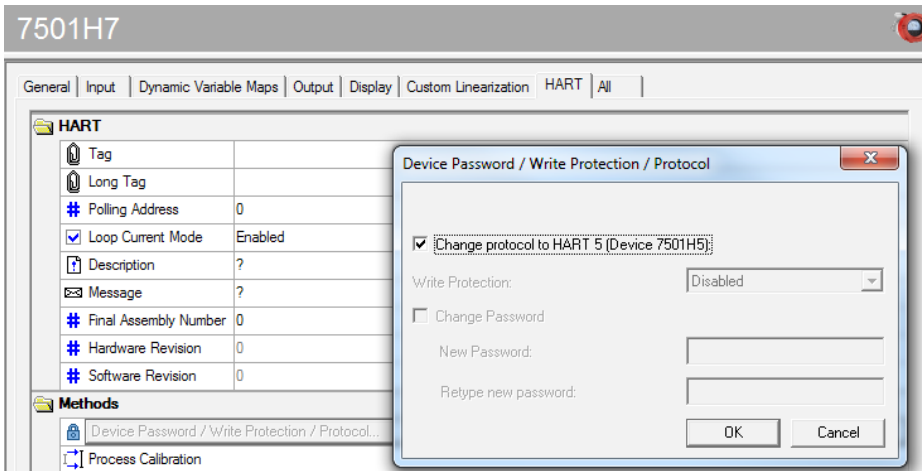 7501H7
General Input Dynamic Variable Maps Output Display Custom Linearization HART All
HART
Tag
Long Tag
Polling Address 0
Loop Current Mode Enabled
Description ?
Message ?
Final Assembly Number 0
Hardware Revision 0
Software Revision 0
Methods
Device Password / Write Protection / Protocol...
Process Calibration
Device Password / Write Protection / Protocol
Change protocol to HART 5 (Device 7501H5);
Write Protection: Disabled
Change Password
New Password:
Retype new password:
OK Cancel